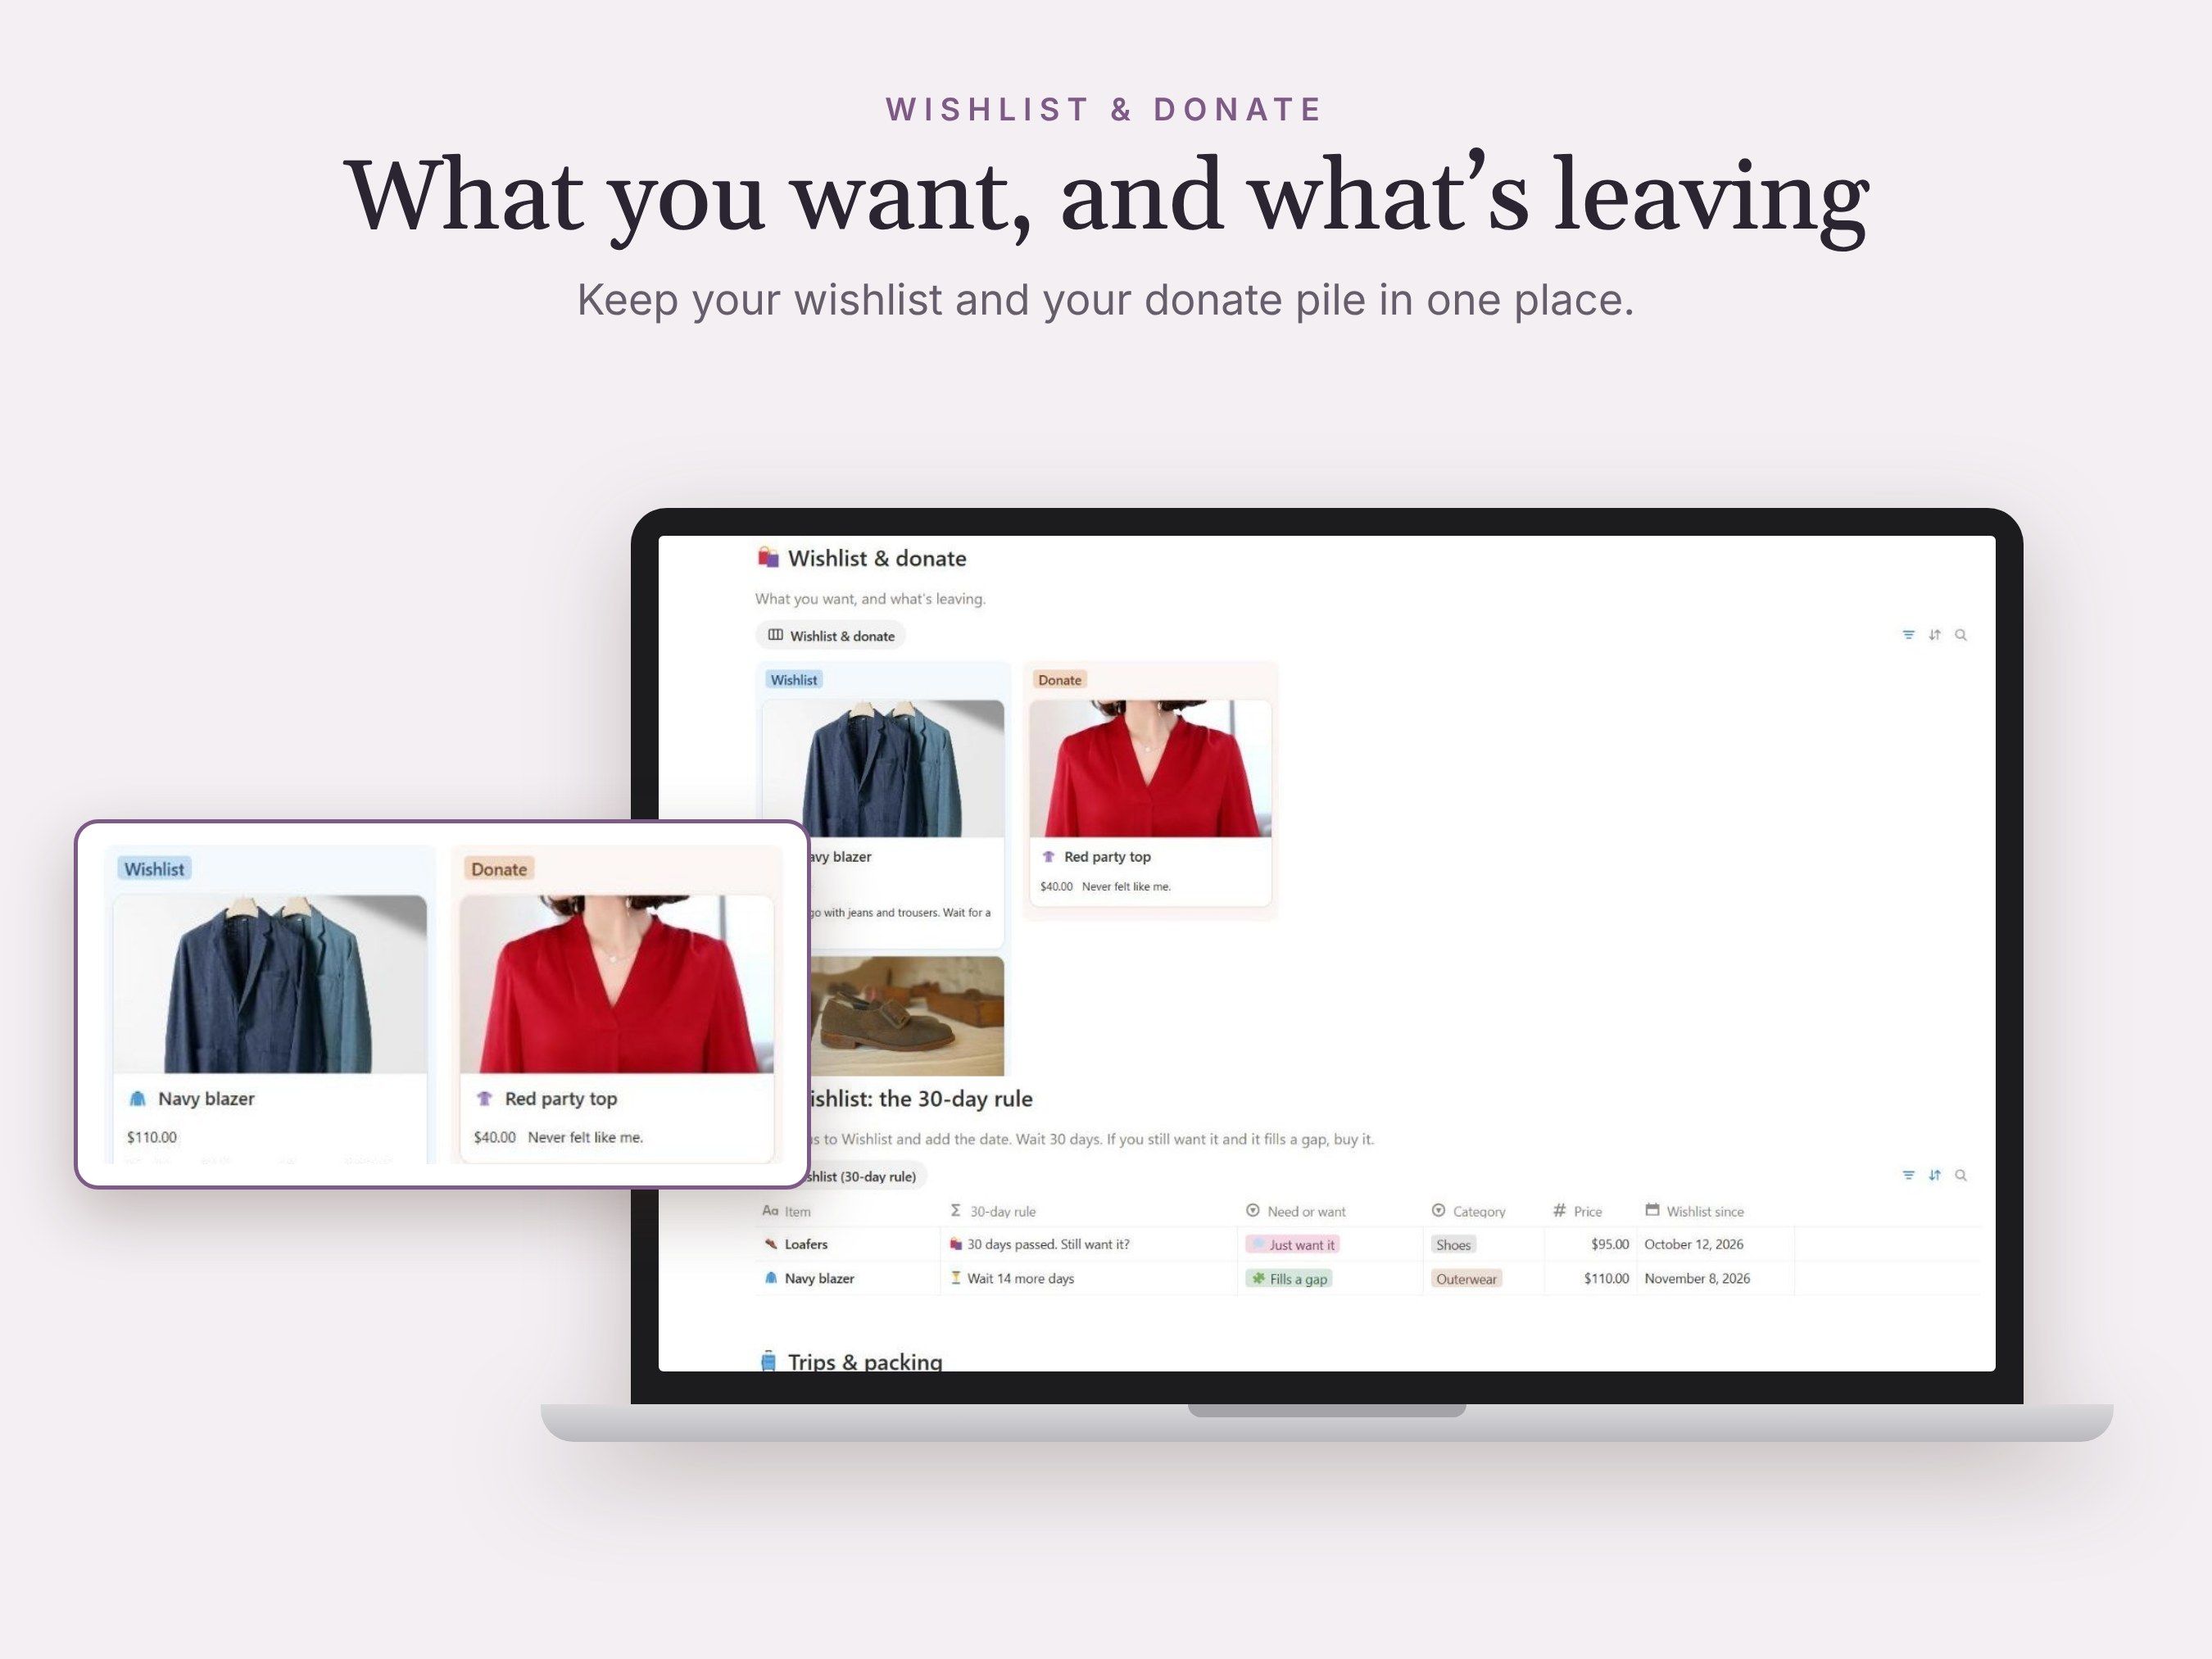 WISHLIST & DONATE
What you want, and what’s leaving
Keep your wishlist and your donate pile in one place.
Wishlist & donate
What you want, and what's leaving.
Wishlist & donate
Wishlist
Donate
blazer
Red party top
$40.00 Never felt like me.
with jeans and trousers. Wait for a
Wishlist
Donate
Navy blazer
Red party top
$110.00
$40.00 Never felt like me.
the 30-day rule
to Wishlist and add the date. Wait 30 days. If you still want it and it fills a gap, buy it.
(30-day rule)
Aa Item
Σ 30-day rule
Need or want
Category
# Price
Wishlist since
Loafers
30 days passed. Still want it?
Just want it
Shoes
$95.00
October 12, 2026
Navy blazer
Wait 14 more days
Fills a gap
Outerwear
$110.00
November 8, 2026
Trips & packing